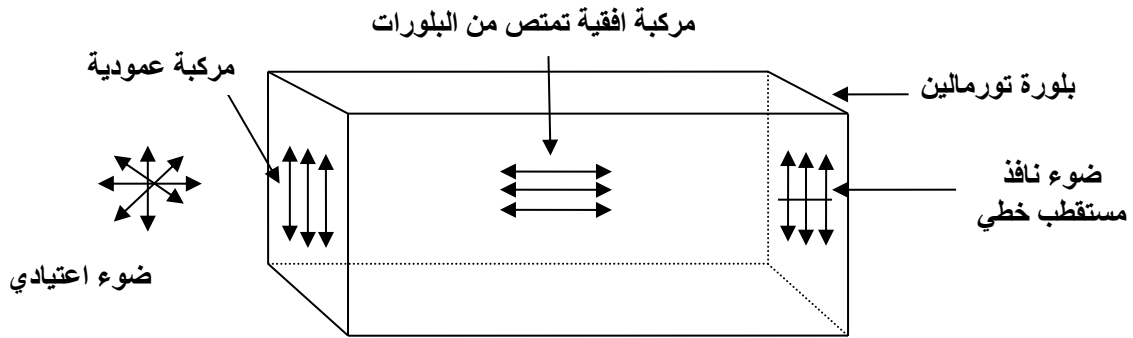 مركبة افقية تمتص من البلورات
مركبة عمودية
بلورة تورمالين
ضوء نافذ
مستقطب خطي
ضوء اعتيادي